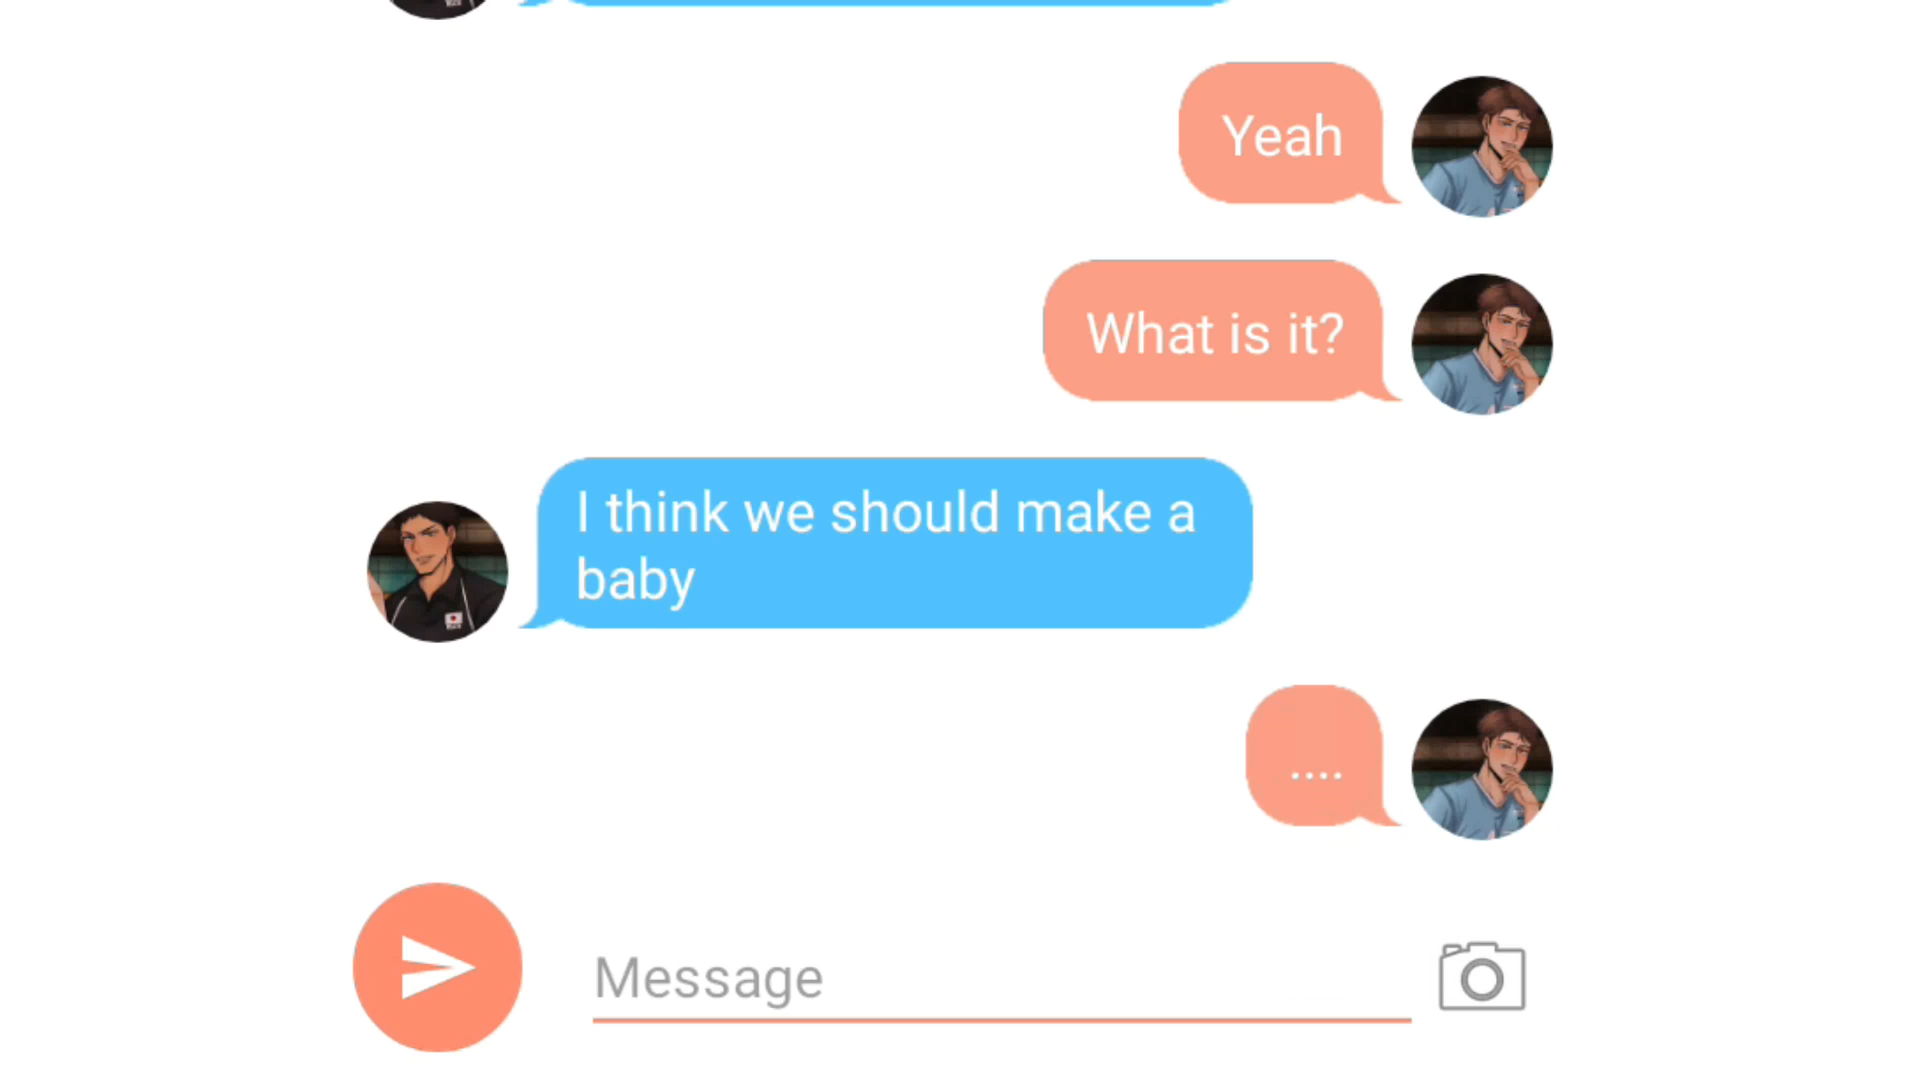 Yeah
What is it?
I think we should make a
baby
....
Message